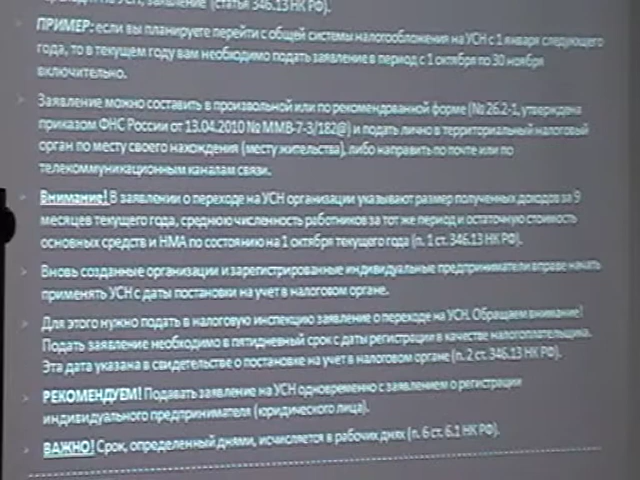 УСН, заявление (статья 346.13 НК РФ).
ПРИМЕР: если вы планируете перейти с общей системы налогообложения на УСН с 1 января следующего
года, то в текущем году вам необходимо подать заявление в период с 1 октября по 30 ноября
включительно.
Заявление можно составить в произвольной или по рекомендованной форме (№ 26.2-1, утверждена
приказом ФНС России от 13.04.2010 № ММВ-7-3/182@) и подать лично в территориальный налоговый
орган по месту своего нахождения (месту жительства), либо направить по почте или по
телекоммуникационным каналам связи.
Внимание! В заявлении о переходе на УСН организации указывают размер полученных доходов за 9
месяцев текущего года, среднюю численность работников за тот же период и остаточную стоимость
основных средств и НМА по состоянию на 1 октября текущего года (п. 1 ст. 346.13 НК РФ).
Вновь созданные организации и зарегистрированные индивидуальные предприниматели вправе начать
применять УСН с даты постановки на учет в налоговом органе.
Для этого нужно подать в налоговую инспекцию заявление о переходе на УСН. Обращаем внимание!
Подать заявление необходимо в пятидневный срок с даты регистрации в качестве налогоплательщика.
Эта дата указана в свидетельстве о постановке на учет в налоговом органе (п. 2 ст. 346.13 НК РФ).
РЕКОМЕНДУЕМ! Подавать заявление на УСН одновременно с заявлением о регистрации
индивидуального предпринимателя (юридического лица).
ВАЖНО! Срок, определенный днями, исчисляется в рабочих днях (п. 6 ст. 6.1 НК РФ).